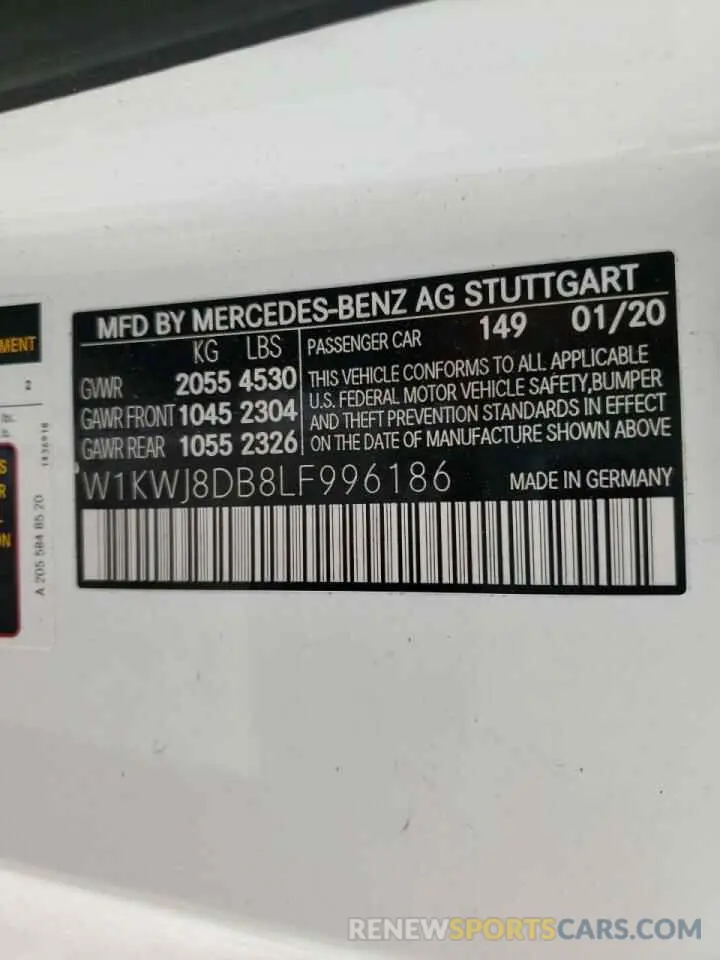 MFD BY MERCEDES-BENZ AG STUTTGART
KG LBS
GVWR 2055 4530
GAWR FRONT 1045 2304
GAWR REAR 1055 2326
PASSENGER CAR 149 01/20
THIS VEHICLE CONFORMS TO ALL APPLICABLE
U.S. FEDERAL MOTOR VEHICLE SAFETY,BUMPER
AND THEFT PREVENTION STANDARDS IN EFFECT
ON THE DATE OF MANUFACTURE SHOWN ABOVE
W1KWJ8DB8LF996186 MADE IN GERMANY
MENT
2
A 205 584 85 20
RENEWSPORTSCARS.COM